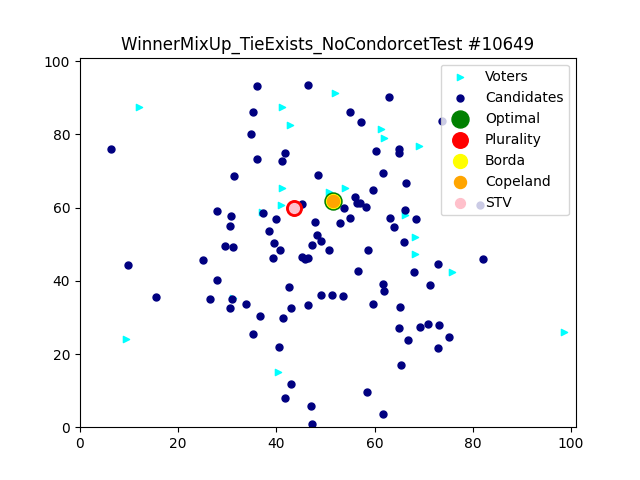 WinnerMixUp_TieExists_NoCondorcetTest #10649
100
80
60
40
20
0
0
20
40
60
80
100
Voters
Candidates
Optimal
Plurality
Borda
Copeland
STV